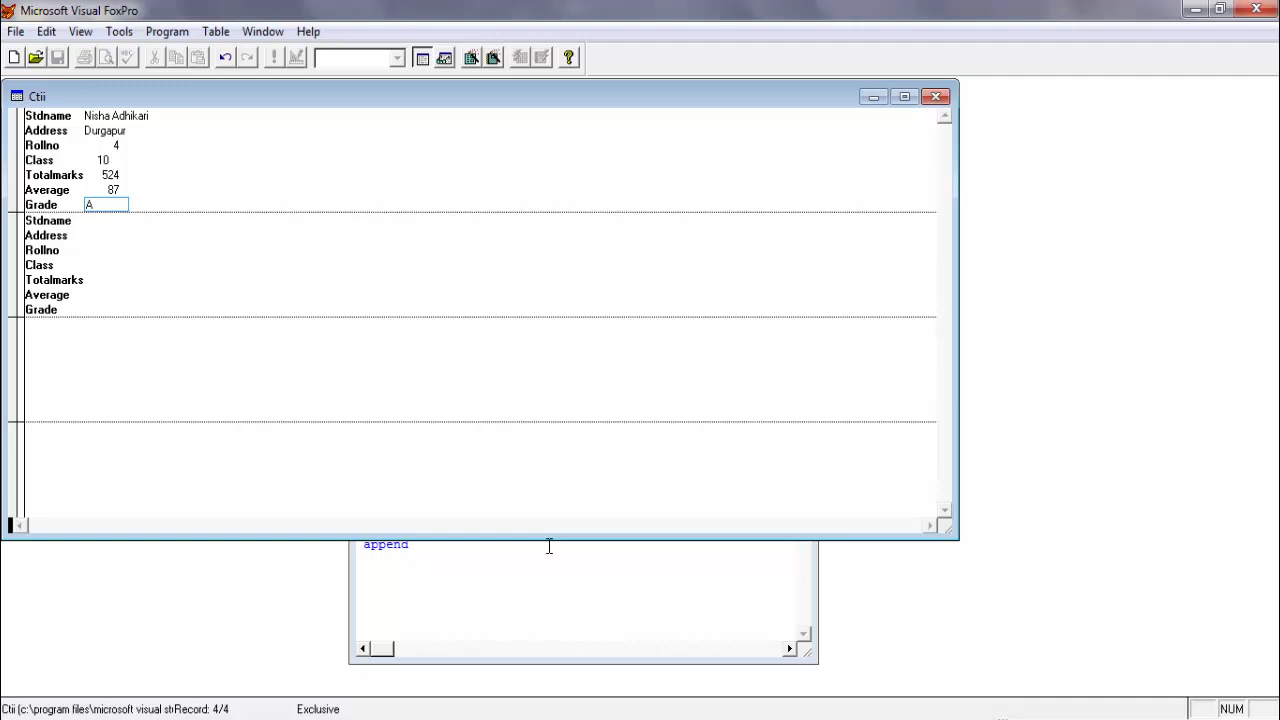 Microsoft Visual FoxPro
File Edit View Tools Program Table Window Help
Ctii
Stdname Nisha Adhikari
Address Durgapur
Rollno 4
Class 10
Totalmarks 524
Average 87
Grade A
Stdname
Address
Rollno
Class
Totalmarks
Average
Grade
append
Ctii (c:\program files\microsoft visual stu Record: 4/4 Exclusive NUM